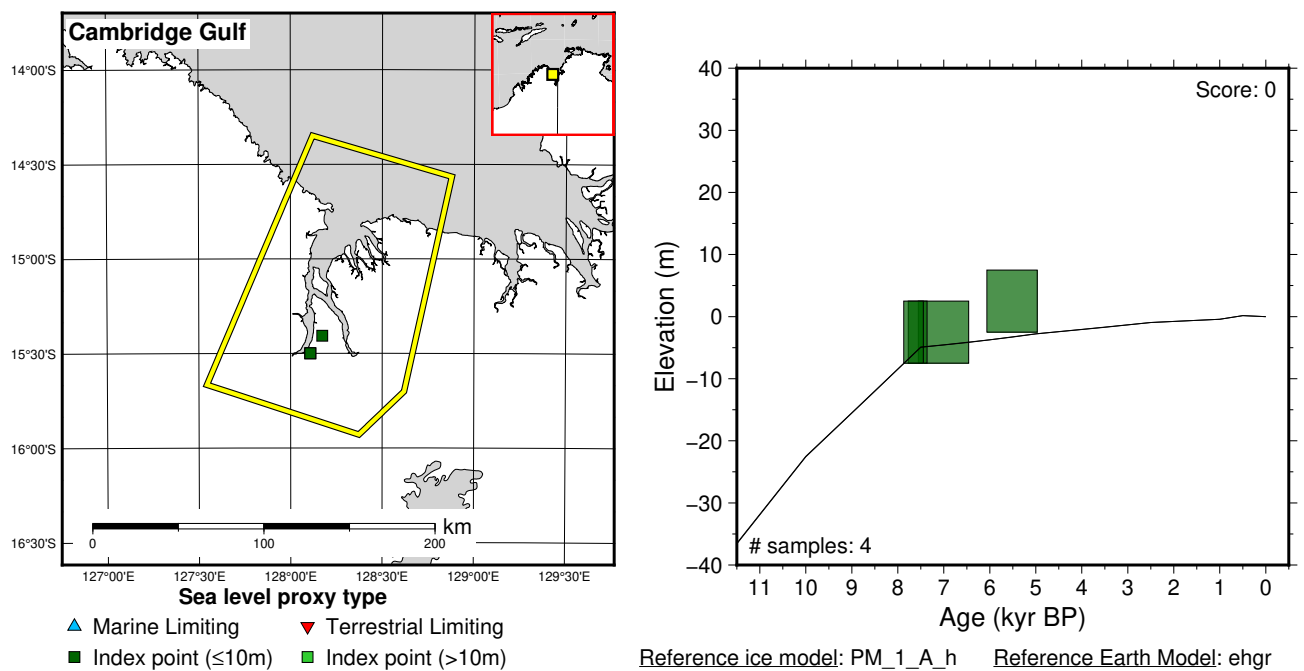 Cambridge Gulf
14°00'S
14°30'S
15°00'S
15°30'S
16°00'S
16°30'S
km
0 100 200
127°00'E 127°30'E 128°00'E 128°30'E 129°00'E 129°30'E
Sea level proxy type
Marine Limiting Terrestrial Limiting
Index point (≤10m) Index point (>10m)
Score: 0
40
30
20
10
0
−10
−20
−30
−40
Elevation (m)
# samples: 4
11 10 9 8 7 6 5 4 3 2 1 0
Age (kyr BP)
Reference ice model: PM_1_A_h Reference Earth Model: ehgr